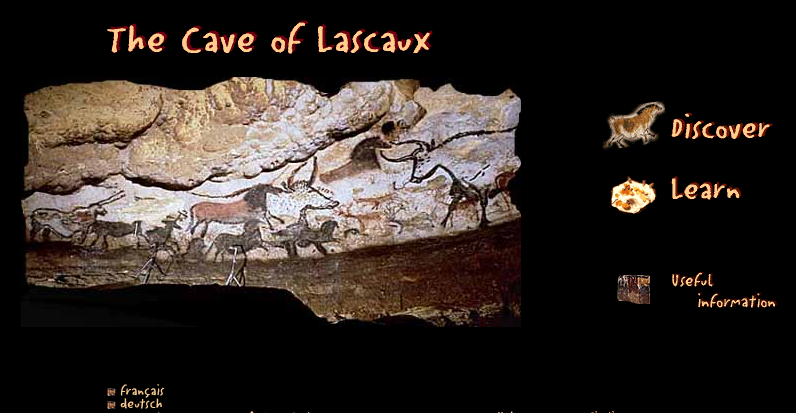 The Cave of Lascaux
Discover
Learn
Useful
information
français
deutsch